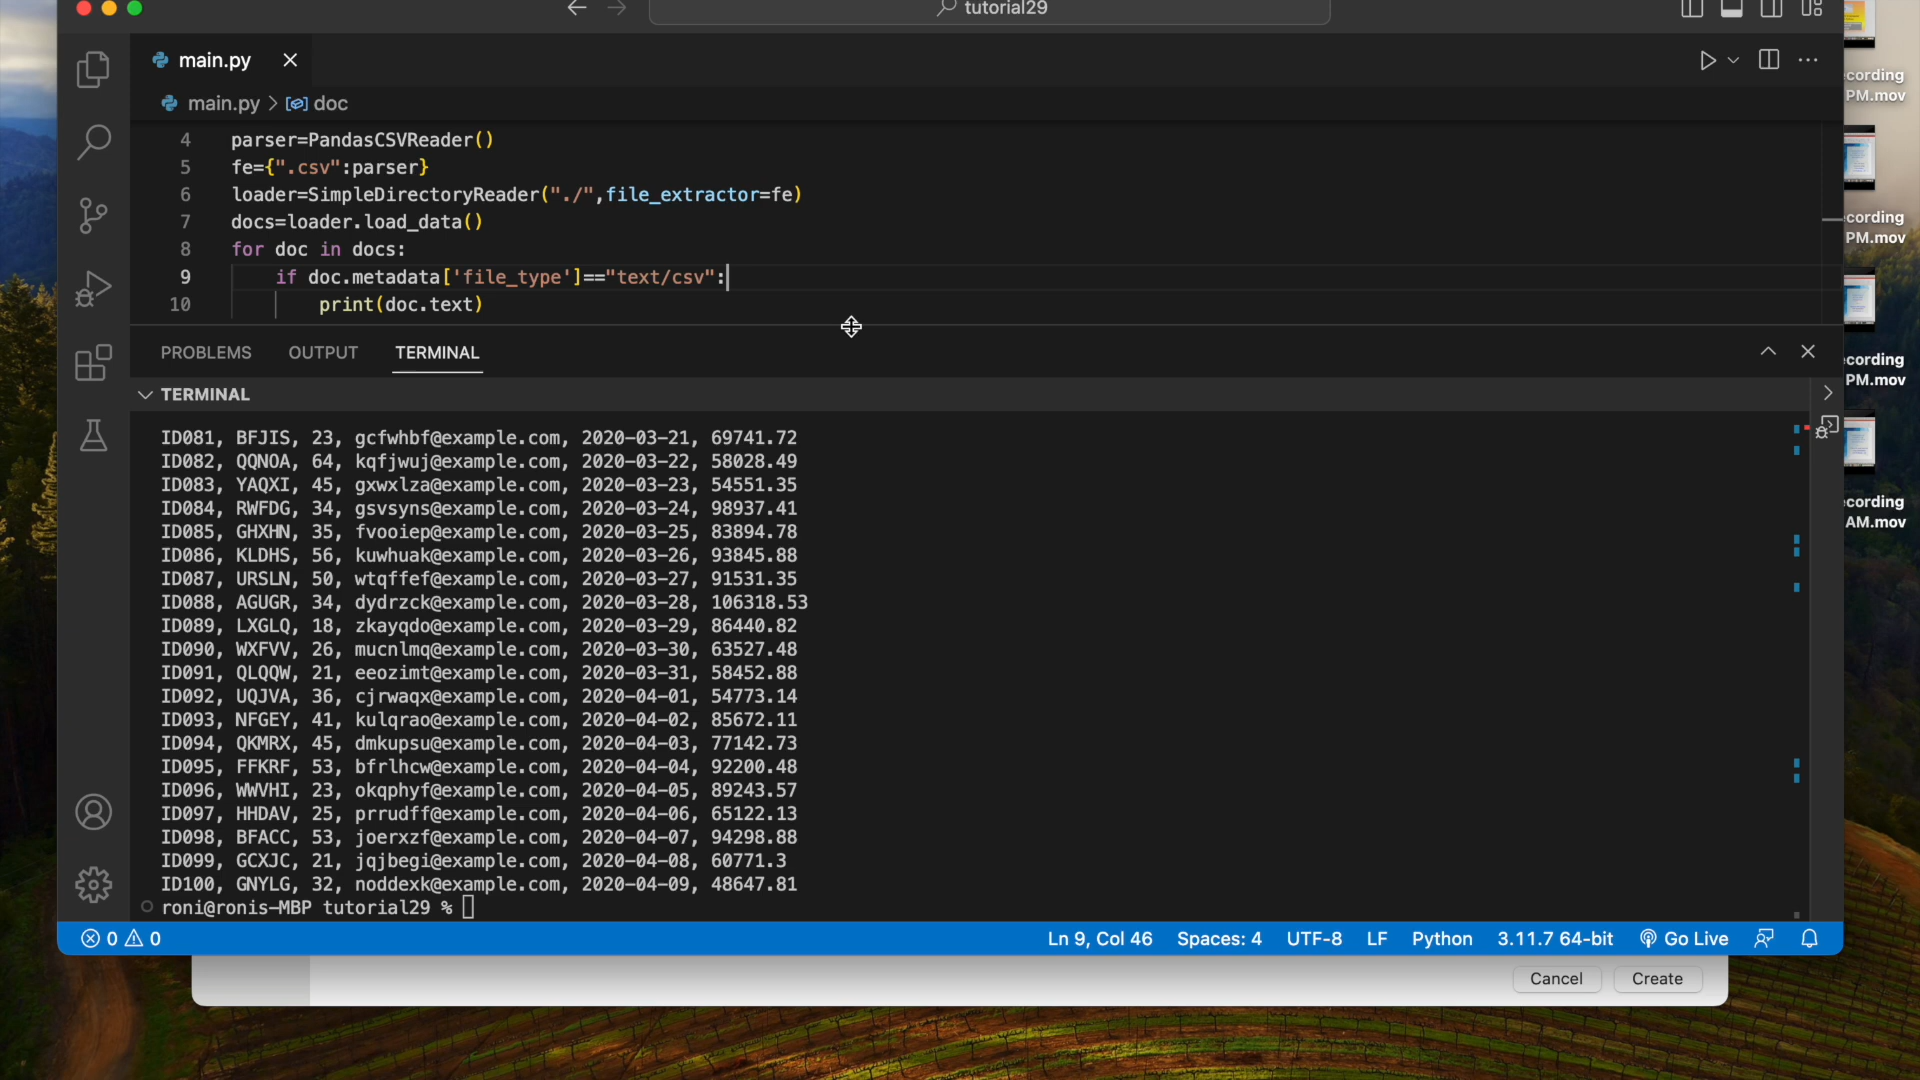 tutorial29
main.py
main.py > doc
4 parser=PandasCSVReader()
5 fe={".csv":parser}
6 loader=SimpleDirectoryReader("./",file_extractor=fe)
7 docs=loader.load_data()
8 for doc in docs:
9 if doc.metadata['file_type']=="text/csv":
10 print(doc.text)
PROBLEMS OUTPUT TERMINAL
TERMINAL
ID081, BFJIS, 23, gcfwhbf@example.com, 2020-03-21, 69741.72
ID082, QQNOA, 64, kqfjwuj@example.com, 2020-03-22, 58028.49
ID083, YAQXI, 45, gxwxlza@example.com, 2020-03-23, 54551.35
ID084, RWFDG, 34, gsvsyns@example.com, 2020-03-24, 98937.41
ID085, GHXHN, 35, fvooiep@example.com, 2020-03-25, 83894.78
ID086, KLDHS, 56, kuwhuak@example.com, 2020-03-26, 93845.88
ID087, URSLN, 50, wtqffef@example.com, 2020-03-27, 91531.35
ID088, AGUGR, 34, dydrzck@example.com, 2020-03-28, 106318.53
ID089, LXGLQ, 18, zkayqdo@example.com, 2020-03-29, 86440.82
ID090, WXFVV, 26, mucnlmq@example.com, 2020-03-30, 63527.48
ID091, QLQQW, 21, eeozimt@example.com, 2020-03-31, 58452.88
ID092, UQJVA, 36, cjrwaqx@example.com, 2020-04-01, 54773.14
ID093, NFGEY, 41, kulqrao@example.com, 2020-04-02, 85672.11
ID094, QKMRX, 45, dmkupsu@example.com, 2020-04-03, 77142.73
ID095, FFKRF, 53, bfrlhcw@example.com, 2020-04-04, 92200.48
ID096, WWVHI, 23, okqphyf@example.com, 2020-04-05, 89243.57
ID097, HHDAV, 25, prrudff@example.com, 2020-04-06, 65122.13
ID098, BFACC, 53, joerxzf@example.com, 2020-04-07, 94298.88
ID099, GCXJC, 21, jqjbegi@example.com, 2020-04-08, 60771.3
ID100, GNYLG, 32, noddexk@example.com, 2020-04-09, 48647.81
roni@ronis-MBP tutorial29 %
0 0 Ln 9, Col 46 Spaces: 4 UTF-8 LF Python 3.11.7 64-bit Go Live
Cancel Create
cording
PM.mov
cording
PM.mov
cording
PM.mov
cording
AM.mov